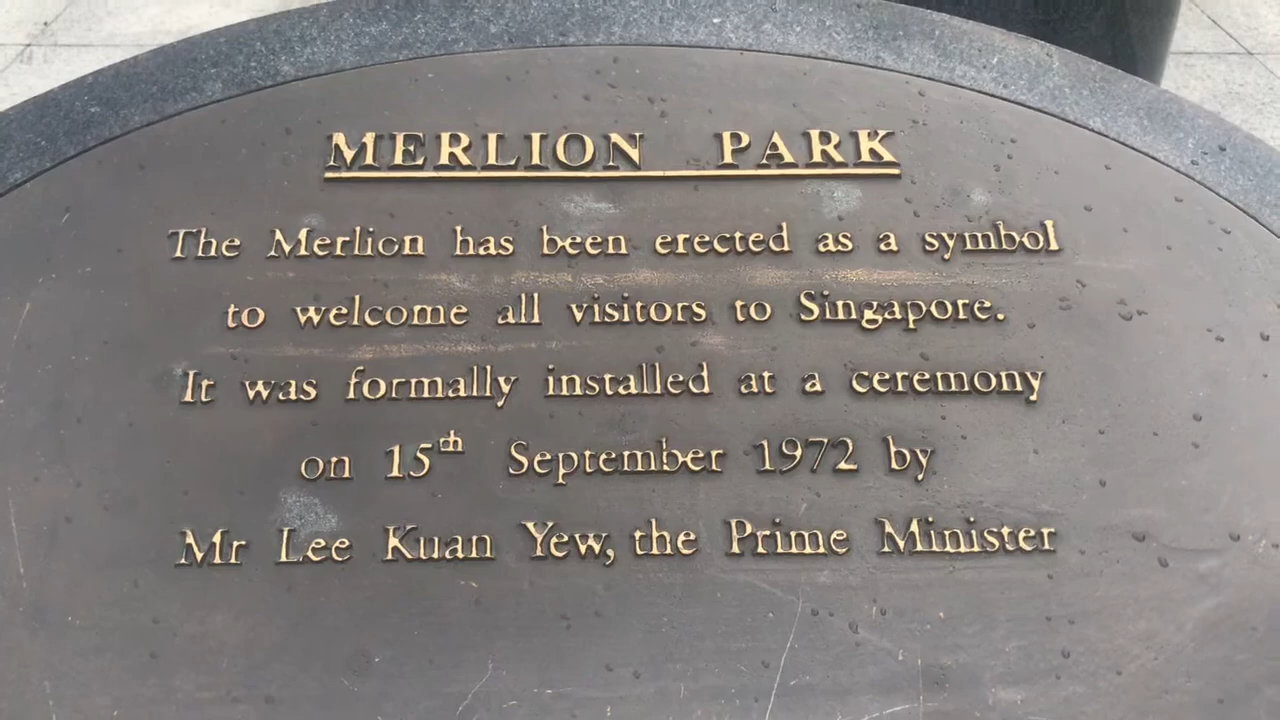 MERLION PARK
The Merlion has been erected as a symbol
to welcome all visitors to Singapore.
It was formally installed at a ceremony
on 15th September 1972 by
Mr Lee Kuan Yew, the Prime Minister